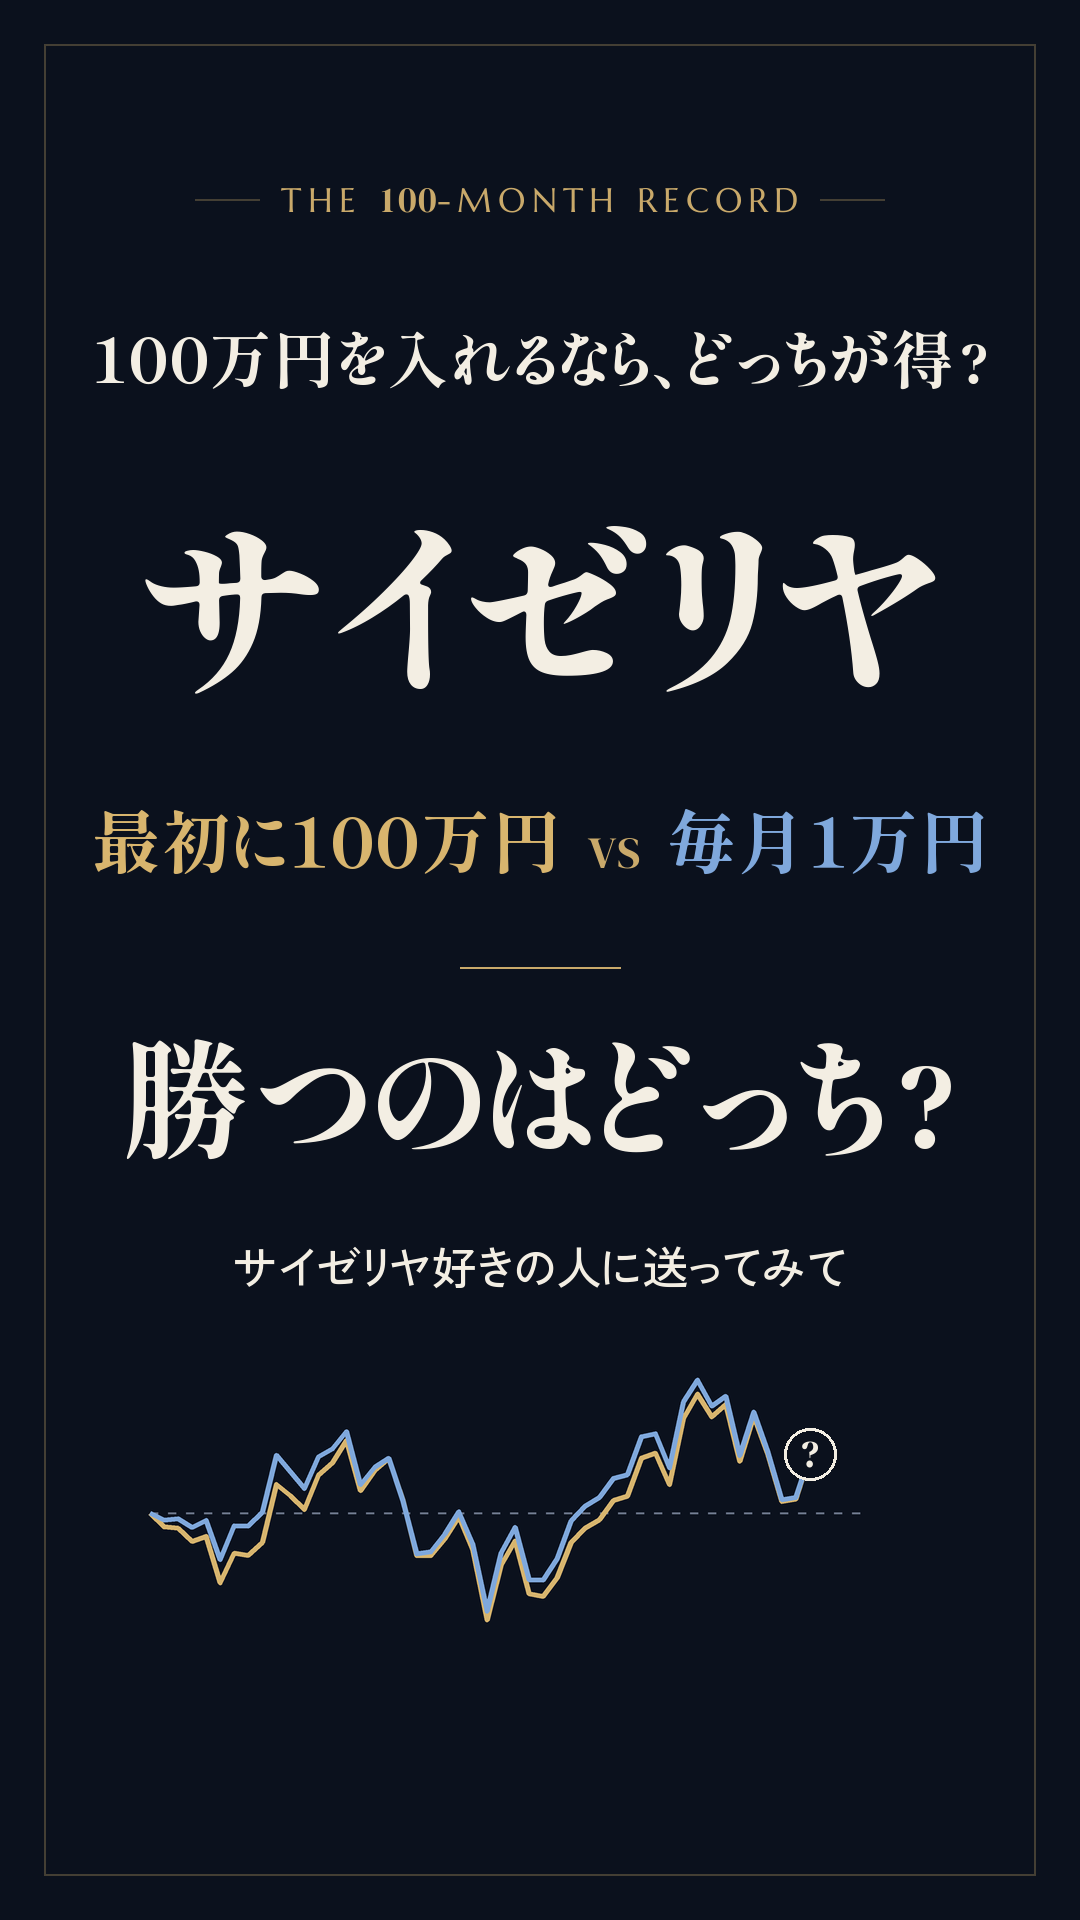 THE 100-MONTH RECORD
100万円を入れるなら、どっちが得?
サイゼリヤ
最初に100万円 vs 毎月1万円
勝つのはどっち?
サイゼリヤ好きの人に送ってみて
?